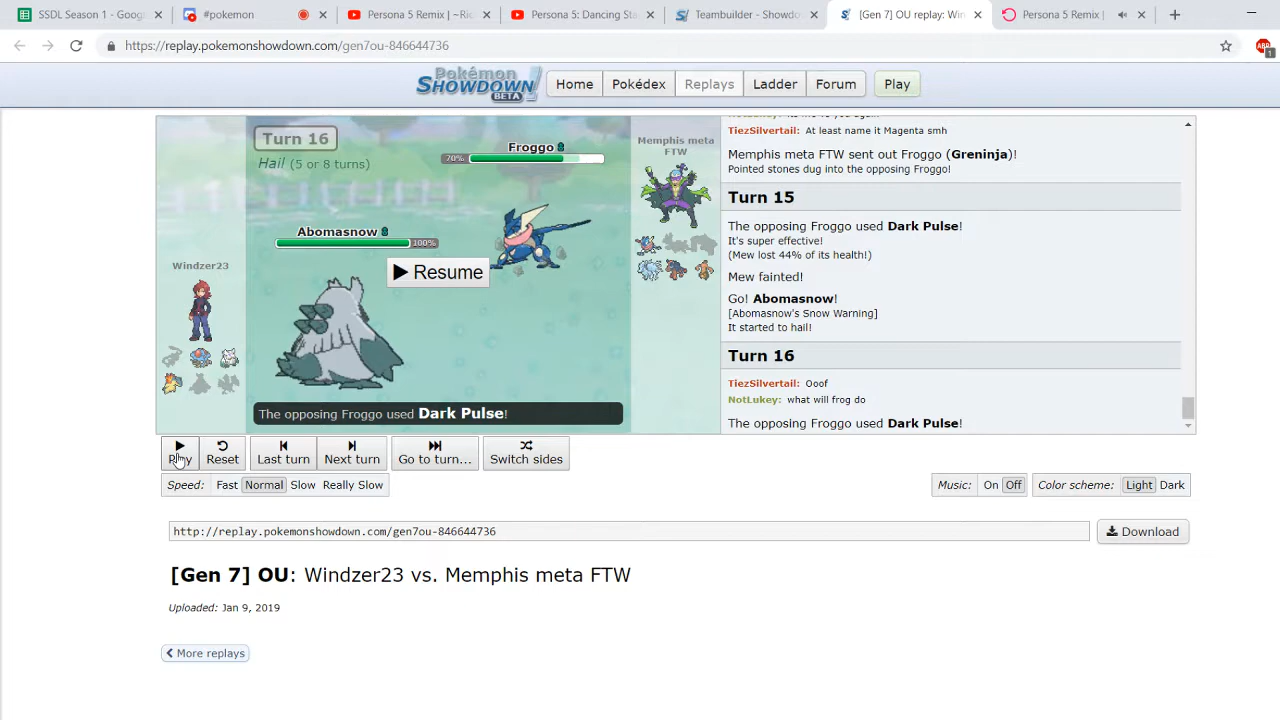 SSDL Season 1 - Goog
#pokemon
Persona 5 Remix | ~Ric
Persona 5: Dancing Sta
Teambuilder - Showdo
[Gen 7] OU replay: Win
Persona 5 Remix |
https://replay.pokemonshowdown.com/gen7ou-846644736
ABP
1
Pokémon
SHOWDOWN!
BETA
Home
Pokédex
Replays
Ladder
Forum
Play
Turn 16
Hail (5 or 8 turns)
Froggo
70%
Abomasnow
100%
Resume
Windzer23
Memphis meta
FTW
The opposing Froggo used Dark Pulse!
TiezSilvertail: At least name it Magenta smh
Memphis meta FTW sent out Froggo (Greninja)!
Pointed stones dug into the opposing Froggo!
Turn 15
The opposing Froggo used Dark Pulse!
It's super effective!
(Mew lost 44% of its health!)
Mew fainted!
Go! Abomasnow!
[Abomasnow's Snow Warning]
It started to hail!
Turn 16
TiezSilvertail: Ooof
NotLukey: what will frog do
The opposing Froggo used Dark Pulse!
Play
Reset
Last turn
Next turn
Go to turn...
Switch sides
Speed: Fast Normal Slow Really Slow
Music: On Off
Color scheme: Light Dark
http://replay.pokemonshowdown.com/gen7ou-846644736
Download
[Gen 7] OU: Windzer23 vs. Memphis meta FTW
Uploaded: Jan 9, 2019
More replays